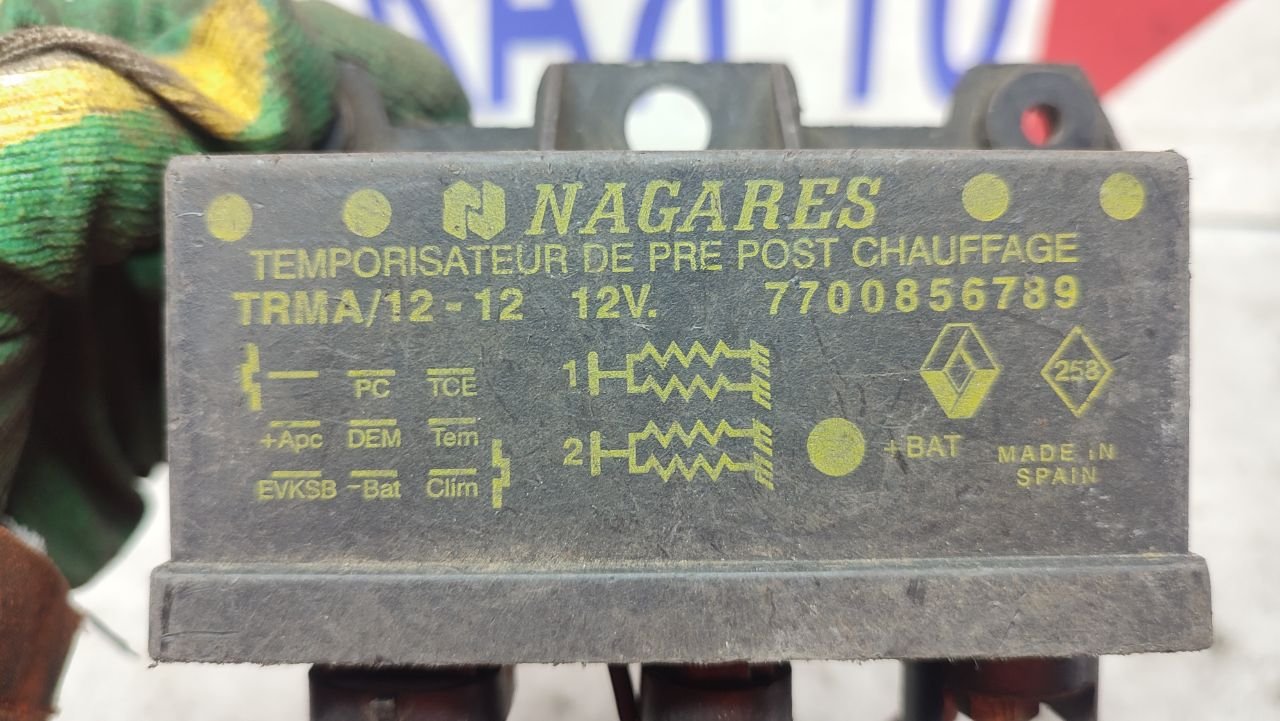 NAGARES
TEMPORISATEUR DE PRE POST CHAUFFAGE
TRMA/12-12 12V. 7700856789
PC TCE
+Apc DEM Tem
EVKSB -Bat Clim
1
2
258
+BAT
MADE IN
SPAIN